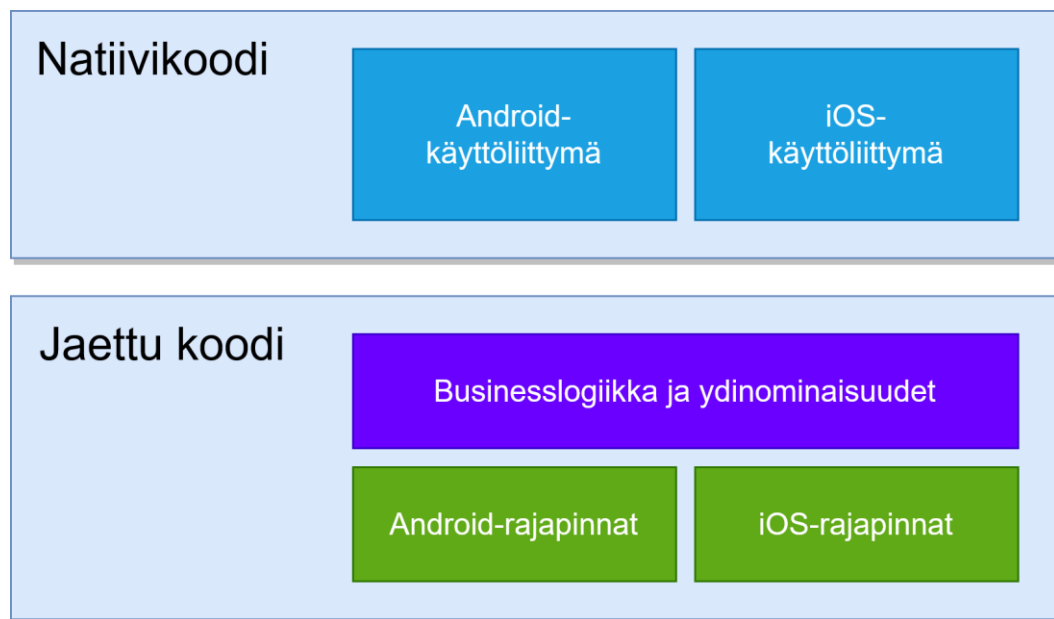 Natiivikoodi
Android-
käyttöliittymä
iOS-
käyttöliittymä
Jaettu koodi
Businesslogiikka ja ydinominaisuudet
Android-rajapinnat
iOS-rajapinnat